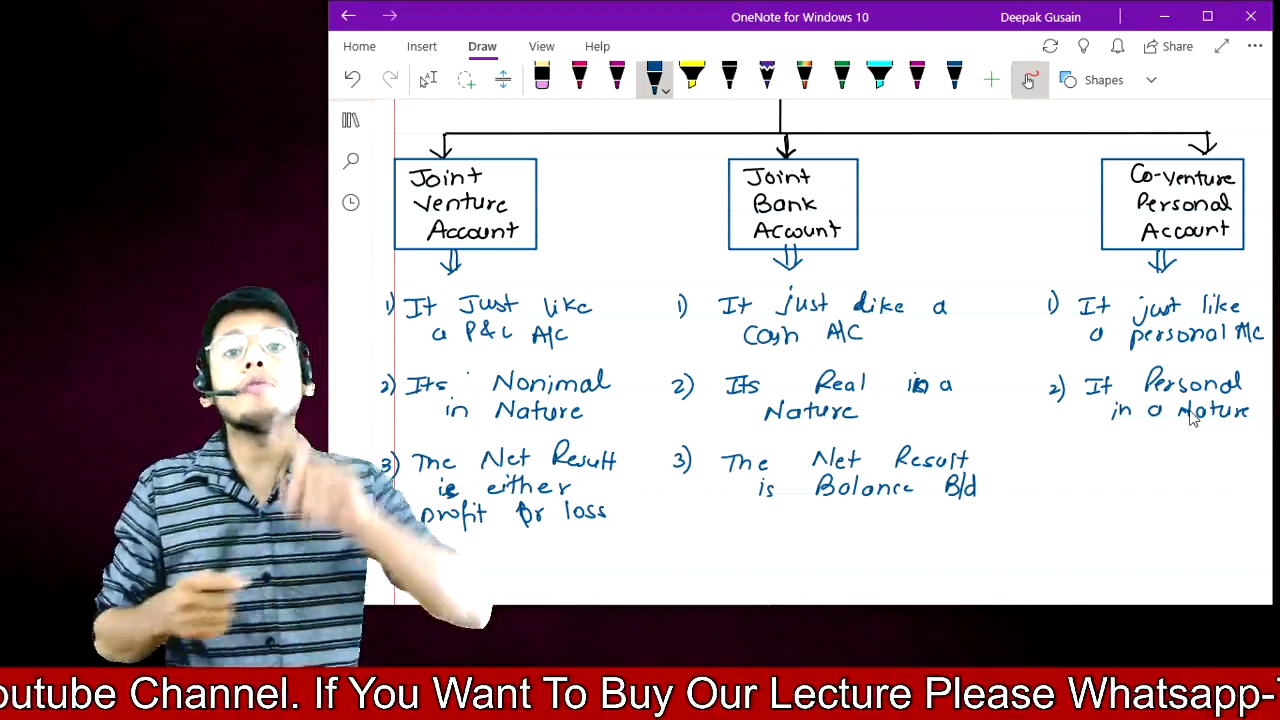 OneNote for Windows 10
Deepak Gusain
Home
Insert
Draw
View
Help
Share
Shapes
Joint
Venture
Account
Joint
Bank
Account
Co-venture
Personal
Account
1) It Just like
a P&L A/c
2) Its Nonimal
in Nature
3) The Net Result
is either
profit or loss
1) It just like a
Cash A/C
2) Its Real in a
Nature
3) The Net Result
is Balance B/d
1) It just like
a personal A/c
2) It Personal
in a Nature
outube Channel. If You Want To Buy Our Lecture Please Whatsapp-